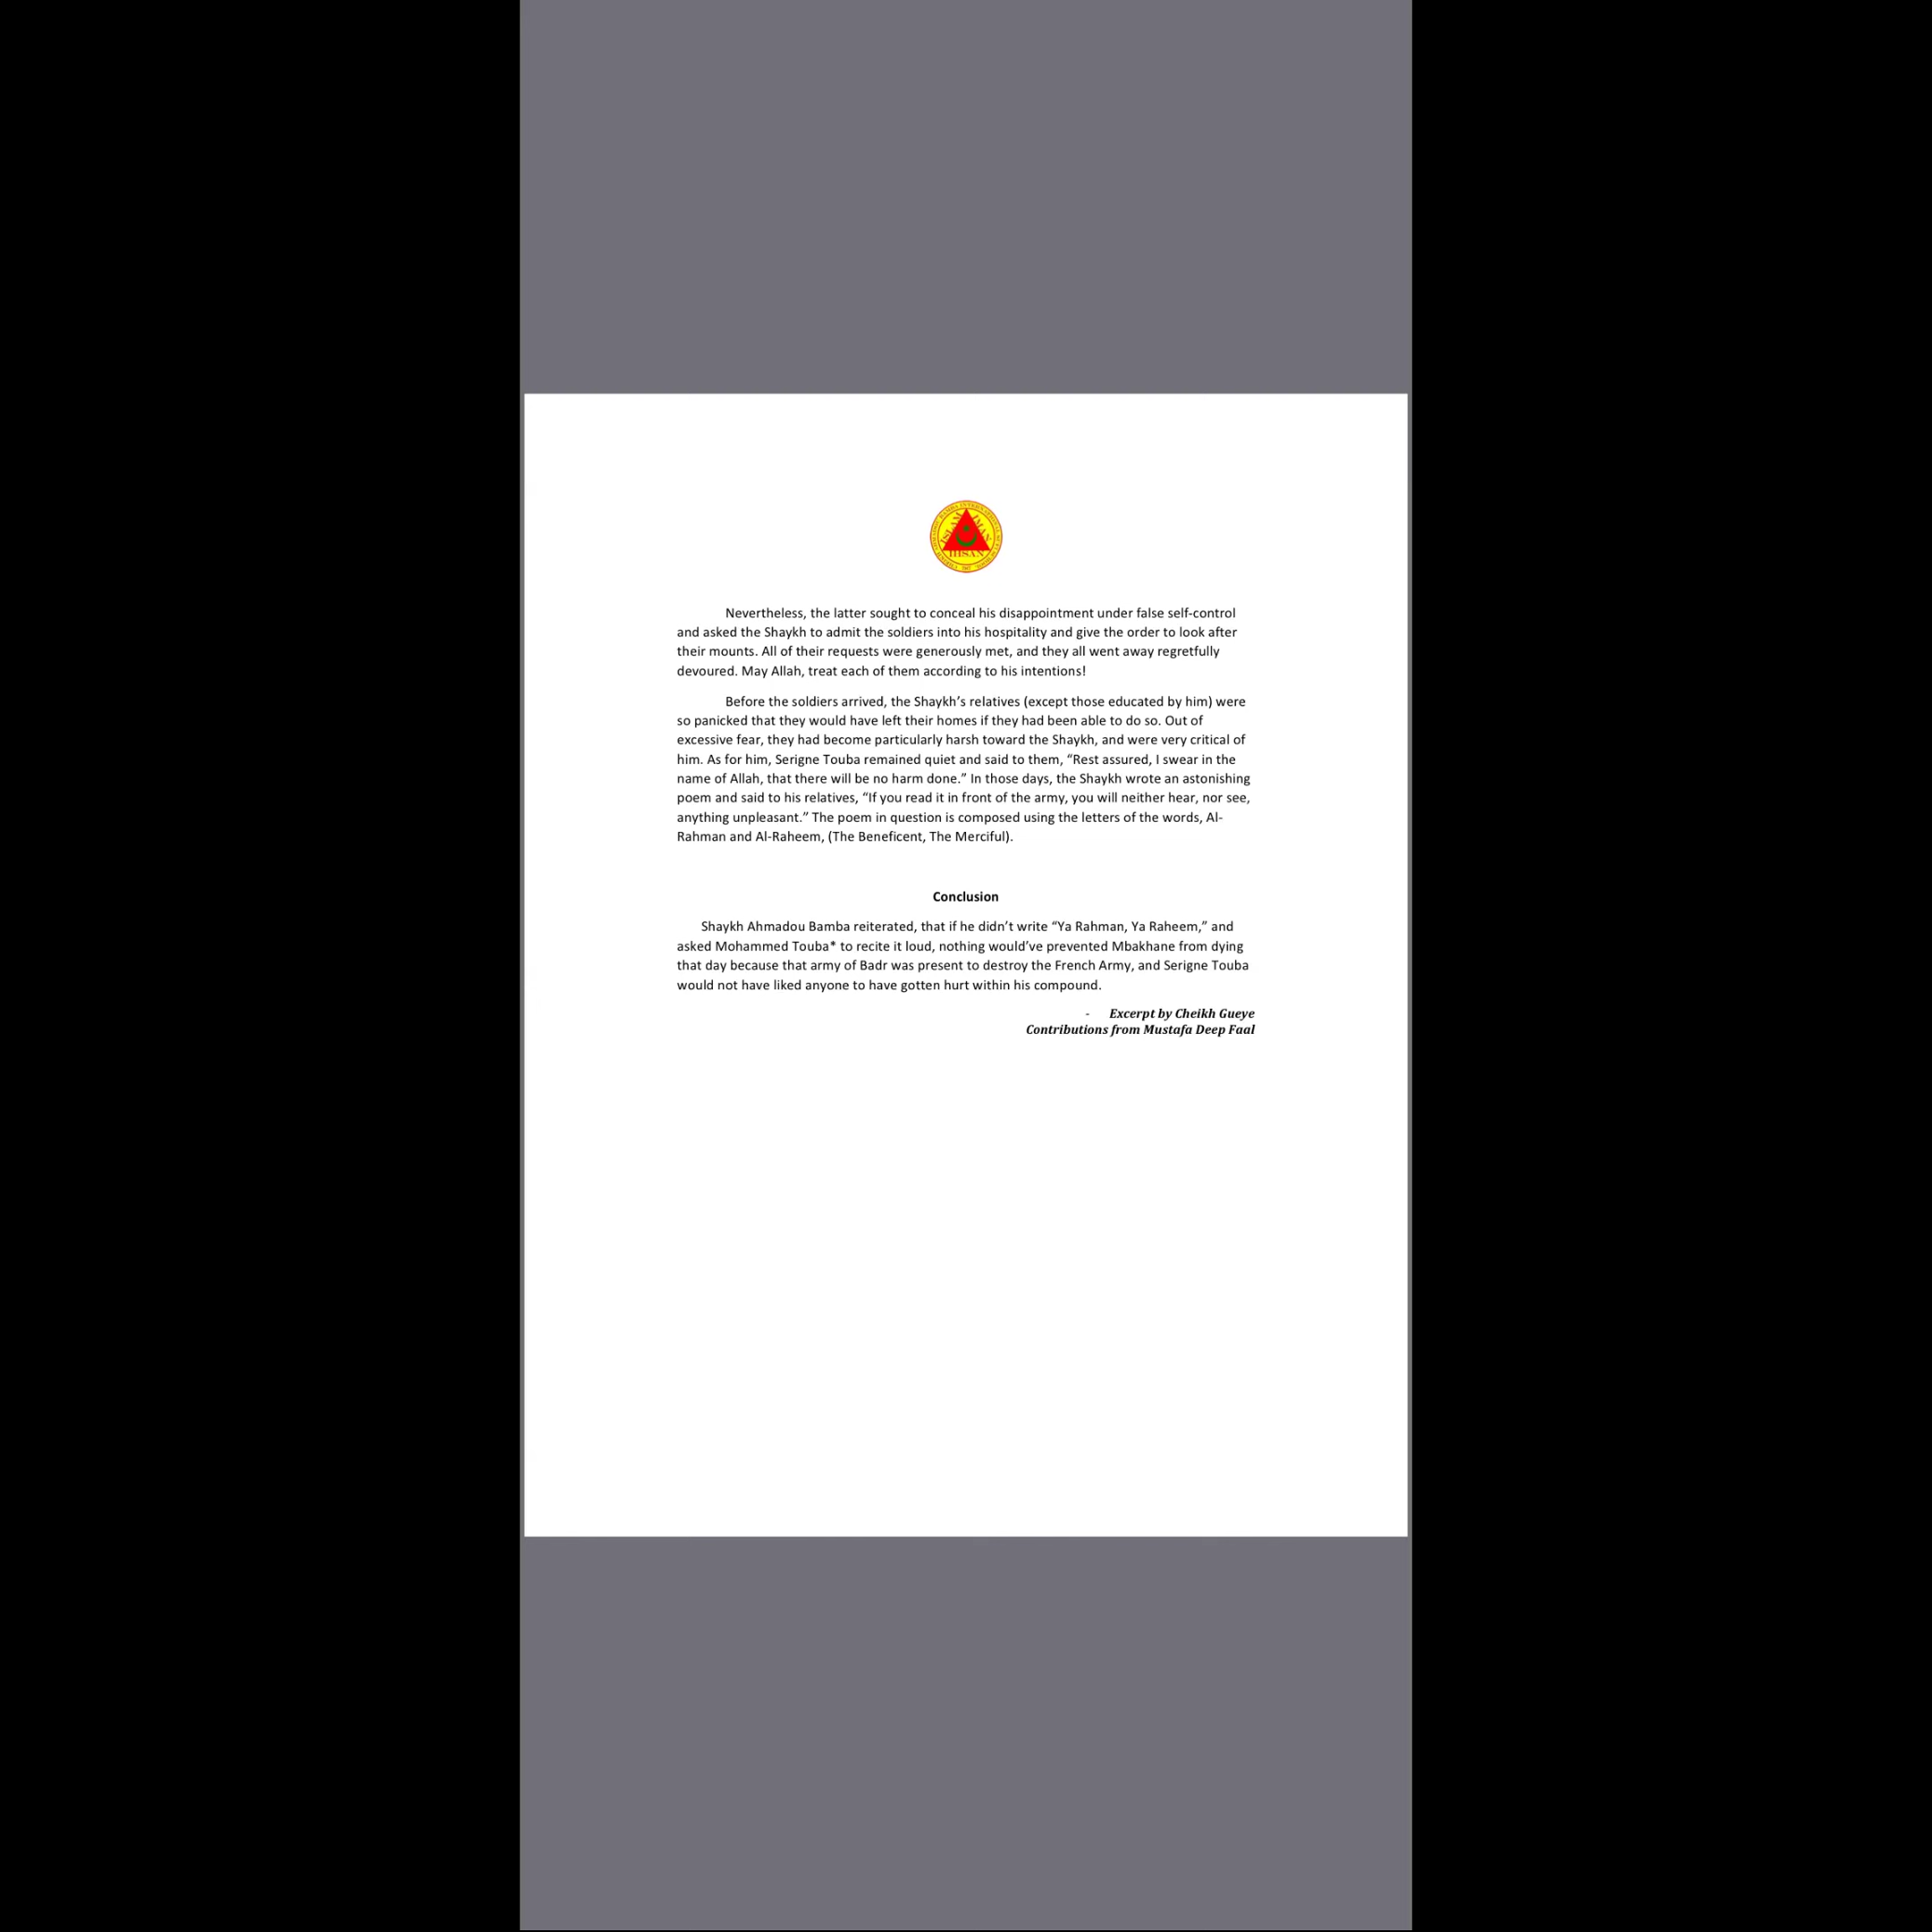 ISLAM
IMAN
IHSAN
Nevertheless, the latter sought to conceal his disappointment under false self-control
and asked the Shaykh to admit the soldiers into his hospitality and give the order to look after
their mounts. All of their requests were generously met, and they all went away regretfully
devoured. May Allah, treat each of them according to his intentions!
Before the soldiers arrived, the Shaykh’s relatives (except those educated by him) were
so panicked that they would have left their homes if they had been able to do so. Out of
excessive fear, they had become particularly harsh toward the Shaykh, and were very critical of
him. As for him, Serigne Touba remained quiet and said to them, “Rest assured, I swear in the
name of Allah, that there will be no harm done.” In those days, the Shaykh wrote an astonishing
poem and said to his relatives, “If you read it in front of the army, you will neither hear, nor see,
anything unpleasant.” The poem in question is composed using the letters of the words, Al-
Rahman and Al-Raheem, (The Beneficent, The Merciful).
Conclusion
Shaykh Ahmadou Bamba reiterated, that if he didn’t write “Ya Rahman, Ya Raheem,” and
asked Mohammed Touba* to recite it loud, nothing would’ve prevented Mbakhane from dying
that day because that army of Badr was present to destroy the French Army, and Serigne Touba
would not have liked anyone to have gotten hurt within his compound.
- Excerpt by Cheikh Gueye
Contributions from Mustafa Deep Faal